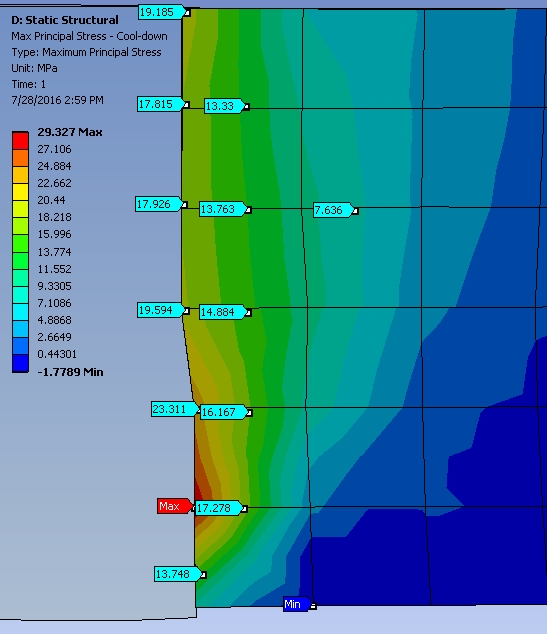 D: Static Structural
Max Principal Stress - Cool-down
Type: Maximum Principal Stress
Unit: MPa
Time: 1
7/28/2016 2:59 PM
29.327 Max
27.106
24.884
22.662
20.44
18.218
15.996
13.774
11.552
9.3305
7.1086
4.8868
2.6649
0.44301
-1.7789 Min
19.185
17.815 13.33
17.926 13.763 7.636
19.594 14.884
23.311 16.167
Max 17.278
13.748
Min